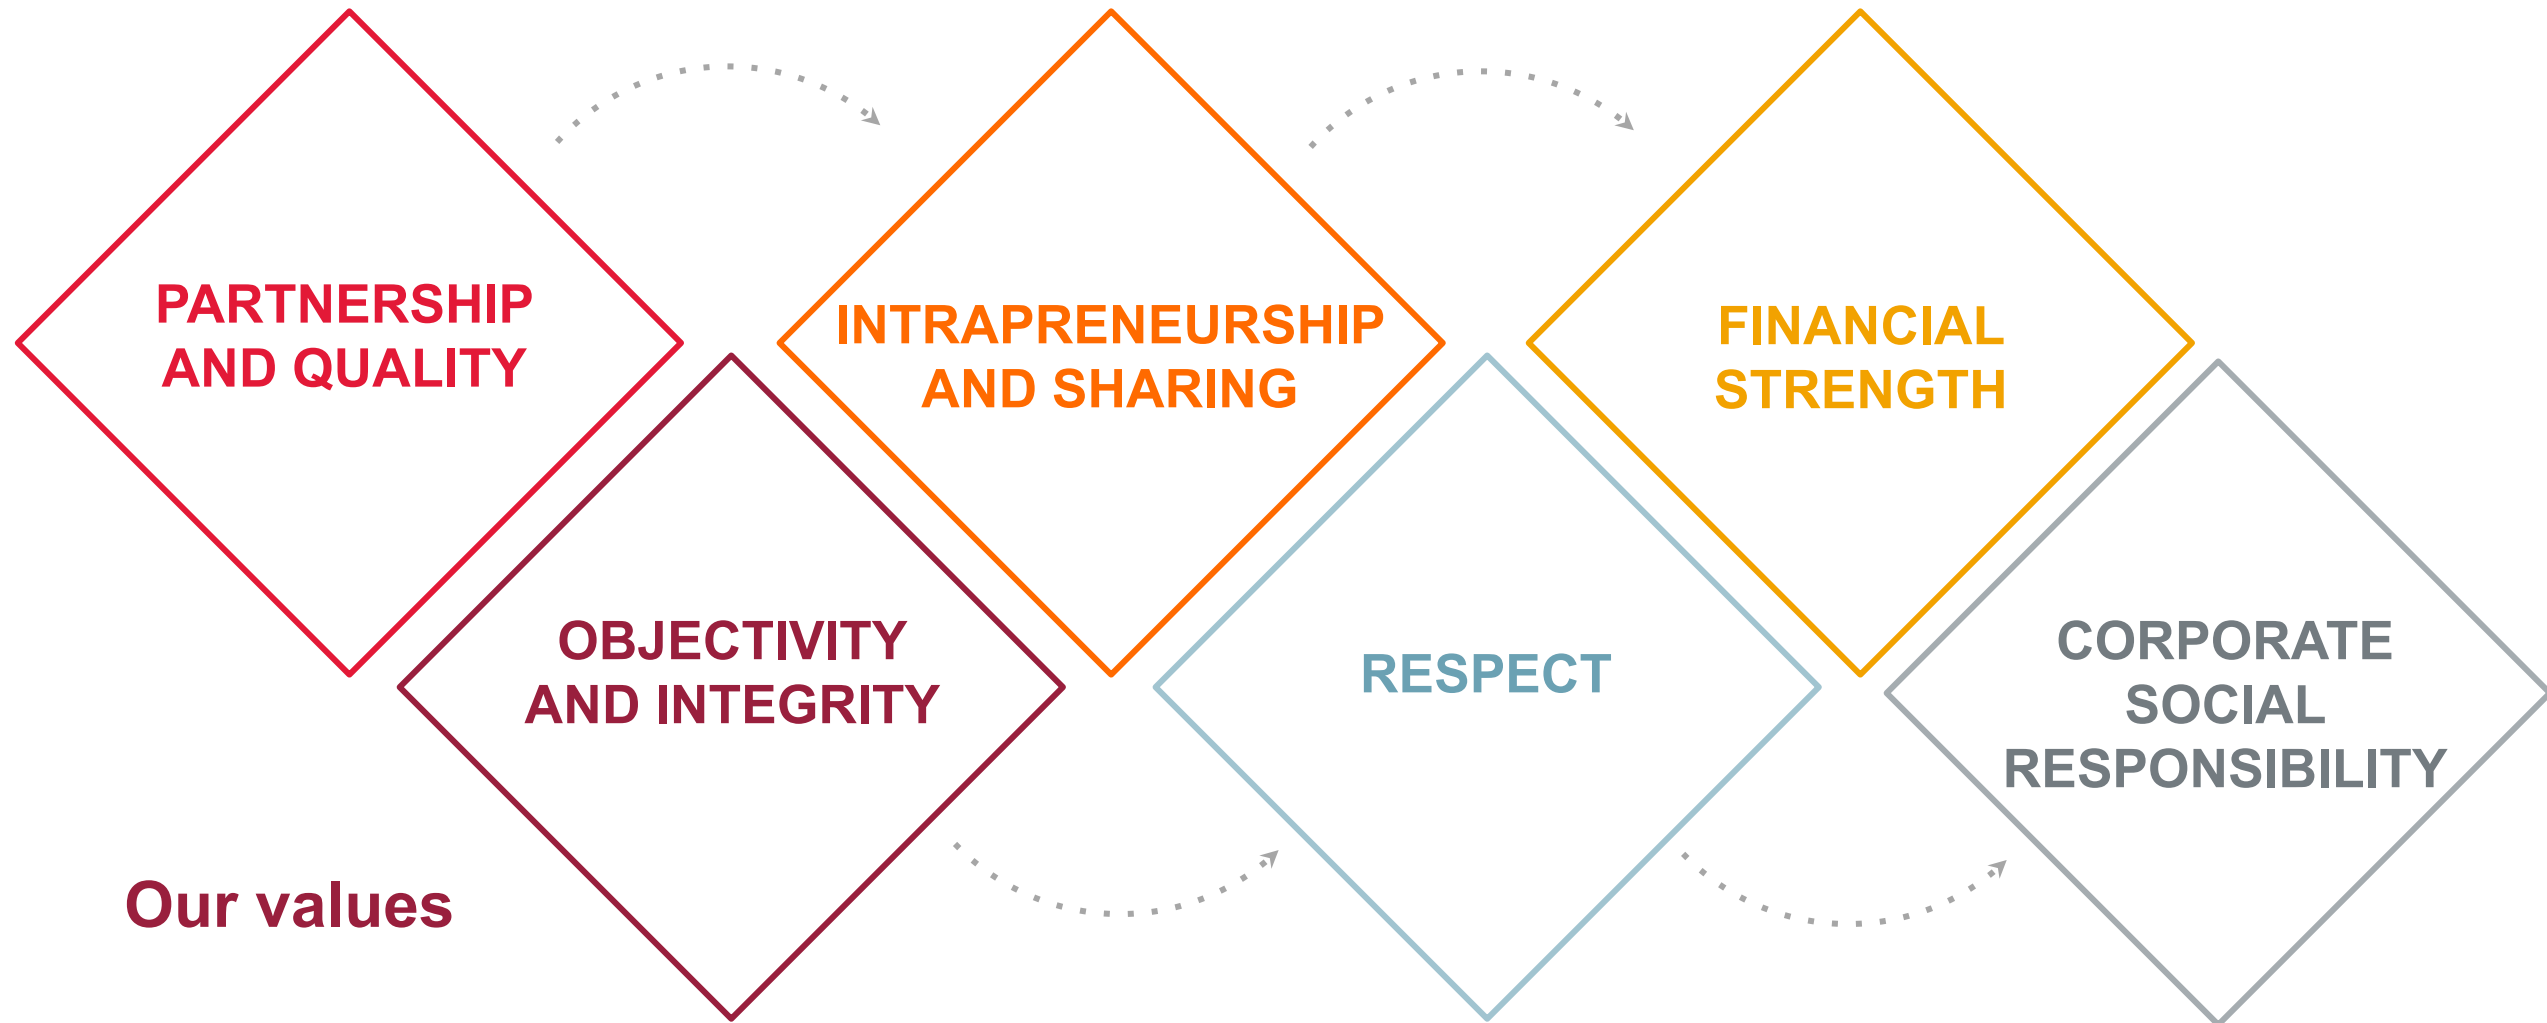 PARTNERSHIP
AND QUALITY
OBJECTIVITY
AND INTEGRITY
INTRAPRENEURSHIP
AND SHARING
RESPECT
FINANCIAL
STRENGTH
CORPORATE
SOCIAL
RESPONSIBILITY
Our values